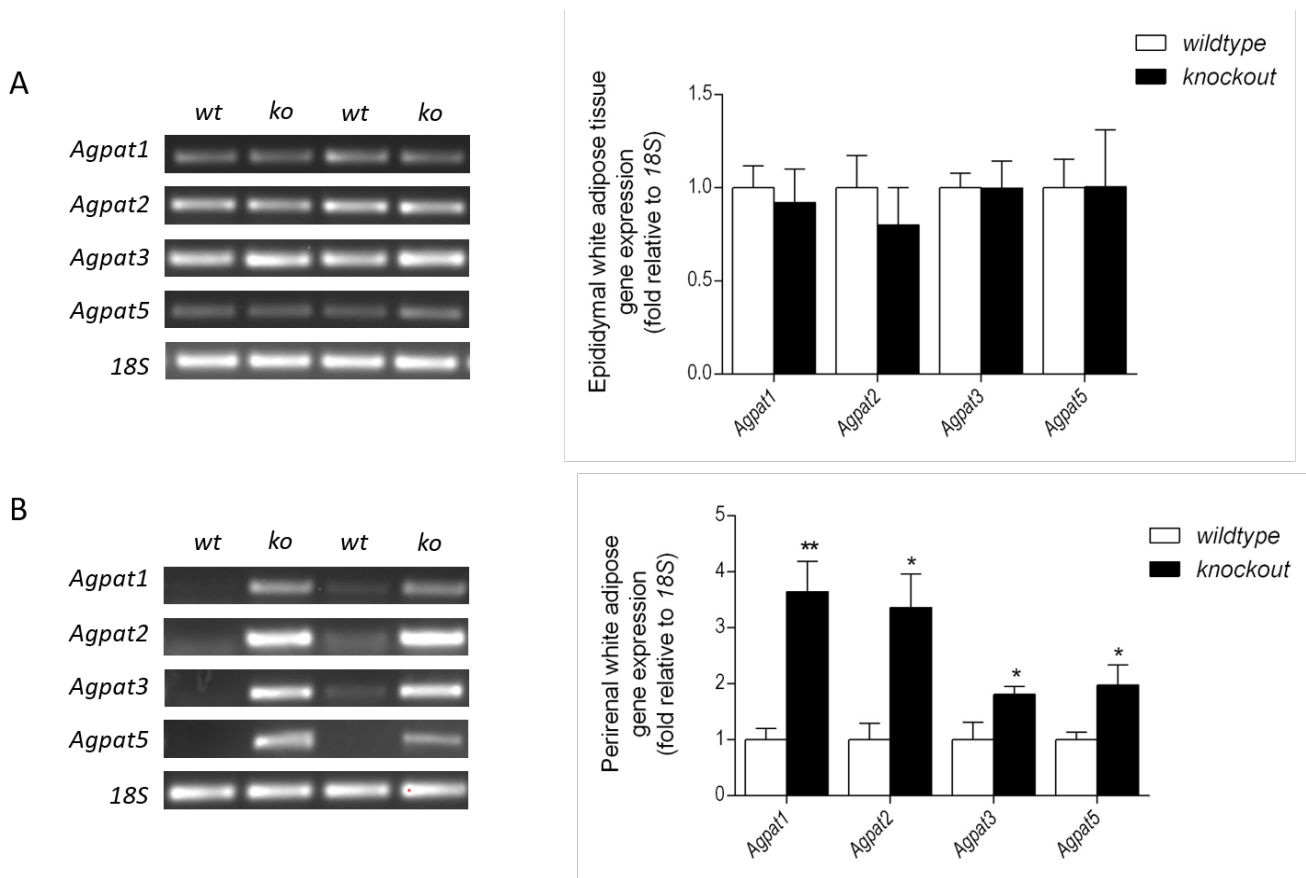 A
wt ko wt ko
Agpat1
Agpat2
Agpat3
Agpat5
18S
wildtype
knockout
Epididymal white adipose tissue
gene expression
(fold relative to 18S)
1.5
1.0
0.5
0.0
Agpat1 Agpat2 Agpat3 Agpat5
B
wt ko wt ko
Agpat1
Agpat2
Agpat3
Agpat5
18S
wildtype
knockout
Perirenal white adipose
gene expression
(fold relative to 18S)
5
4
3
2
1
0
** * * *
Agpat1 Agpat2 Agpat3 Agpat5